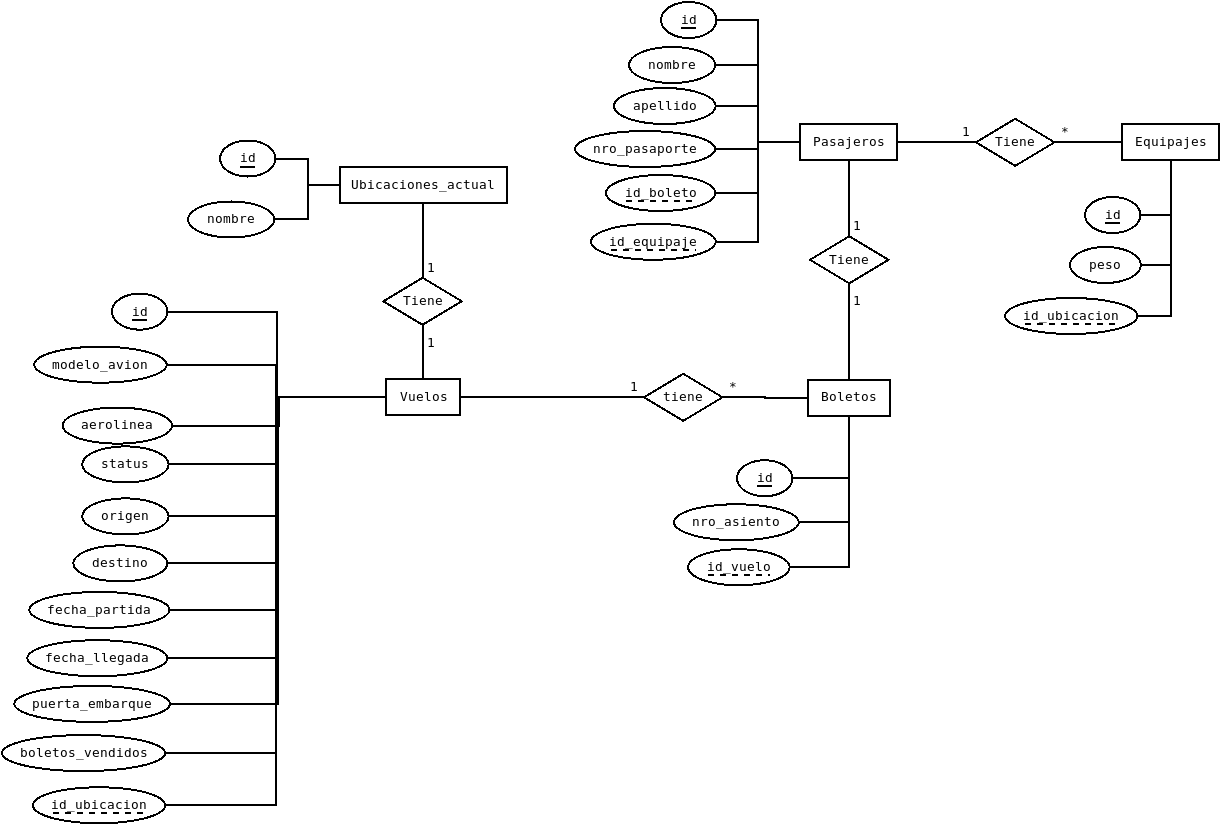 id
nombre
apellido
nro_pasaporte
id_boleto
id_equipaje
Pasajeros
1
Tiene
*
Equipajes
id
peso
id_ubicacion
id
nombre
Ubicaciones_actual
1
Tiene
1
1
Tiene
1
id
modelo_avion
aerolinea
status
origen
destino
fecha_partida
fecha_llegada
puerta_embarque
boletos_vendidos
id_ubicacion
Vuelos
1
tiene
*
Boletos
id
nro_asiento
id_vuelo